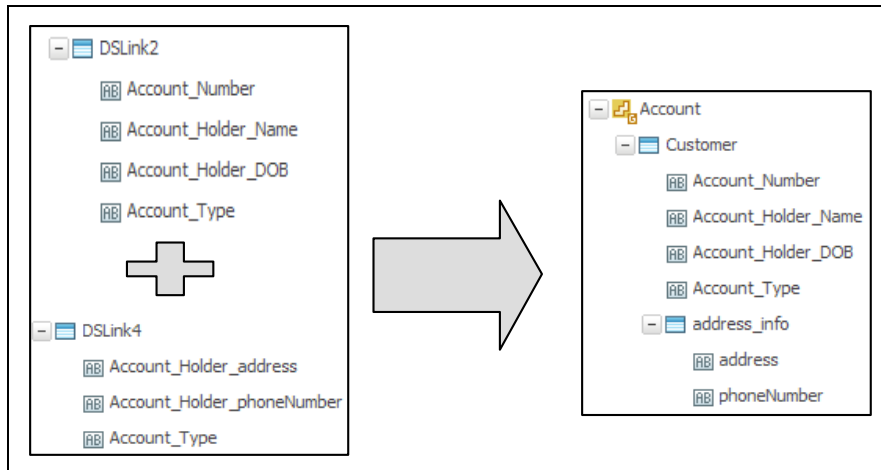 DSLink2
Account_Number
Account_Holder_Name
Account_Holder_DOB
Account_Type
DSLink4
Account_Holder_address
Account_Holder_phoneNumber
Account_Type
Account
Customer
Account_Number
Account_Holder_Name
Account_Holder_DOB
Account_Type
address_info
address
phoneNumber